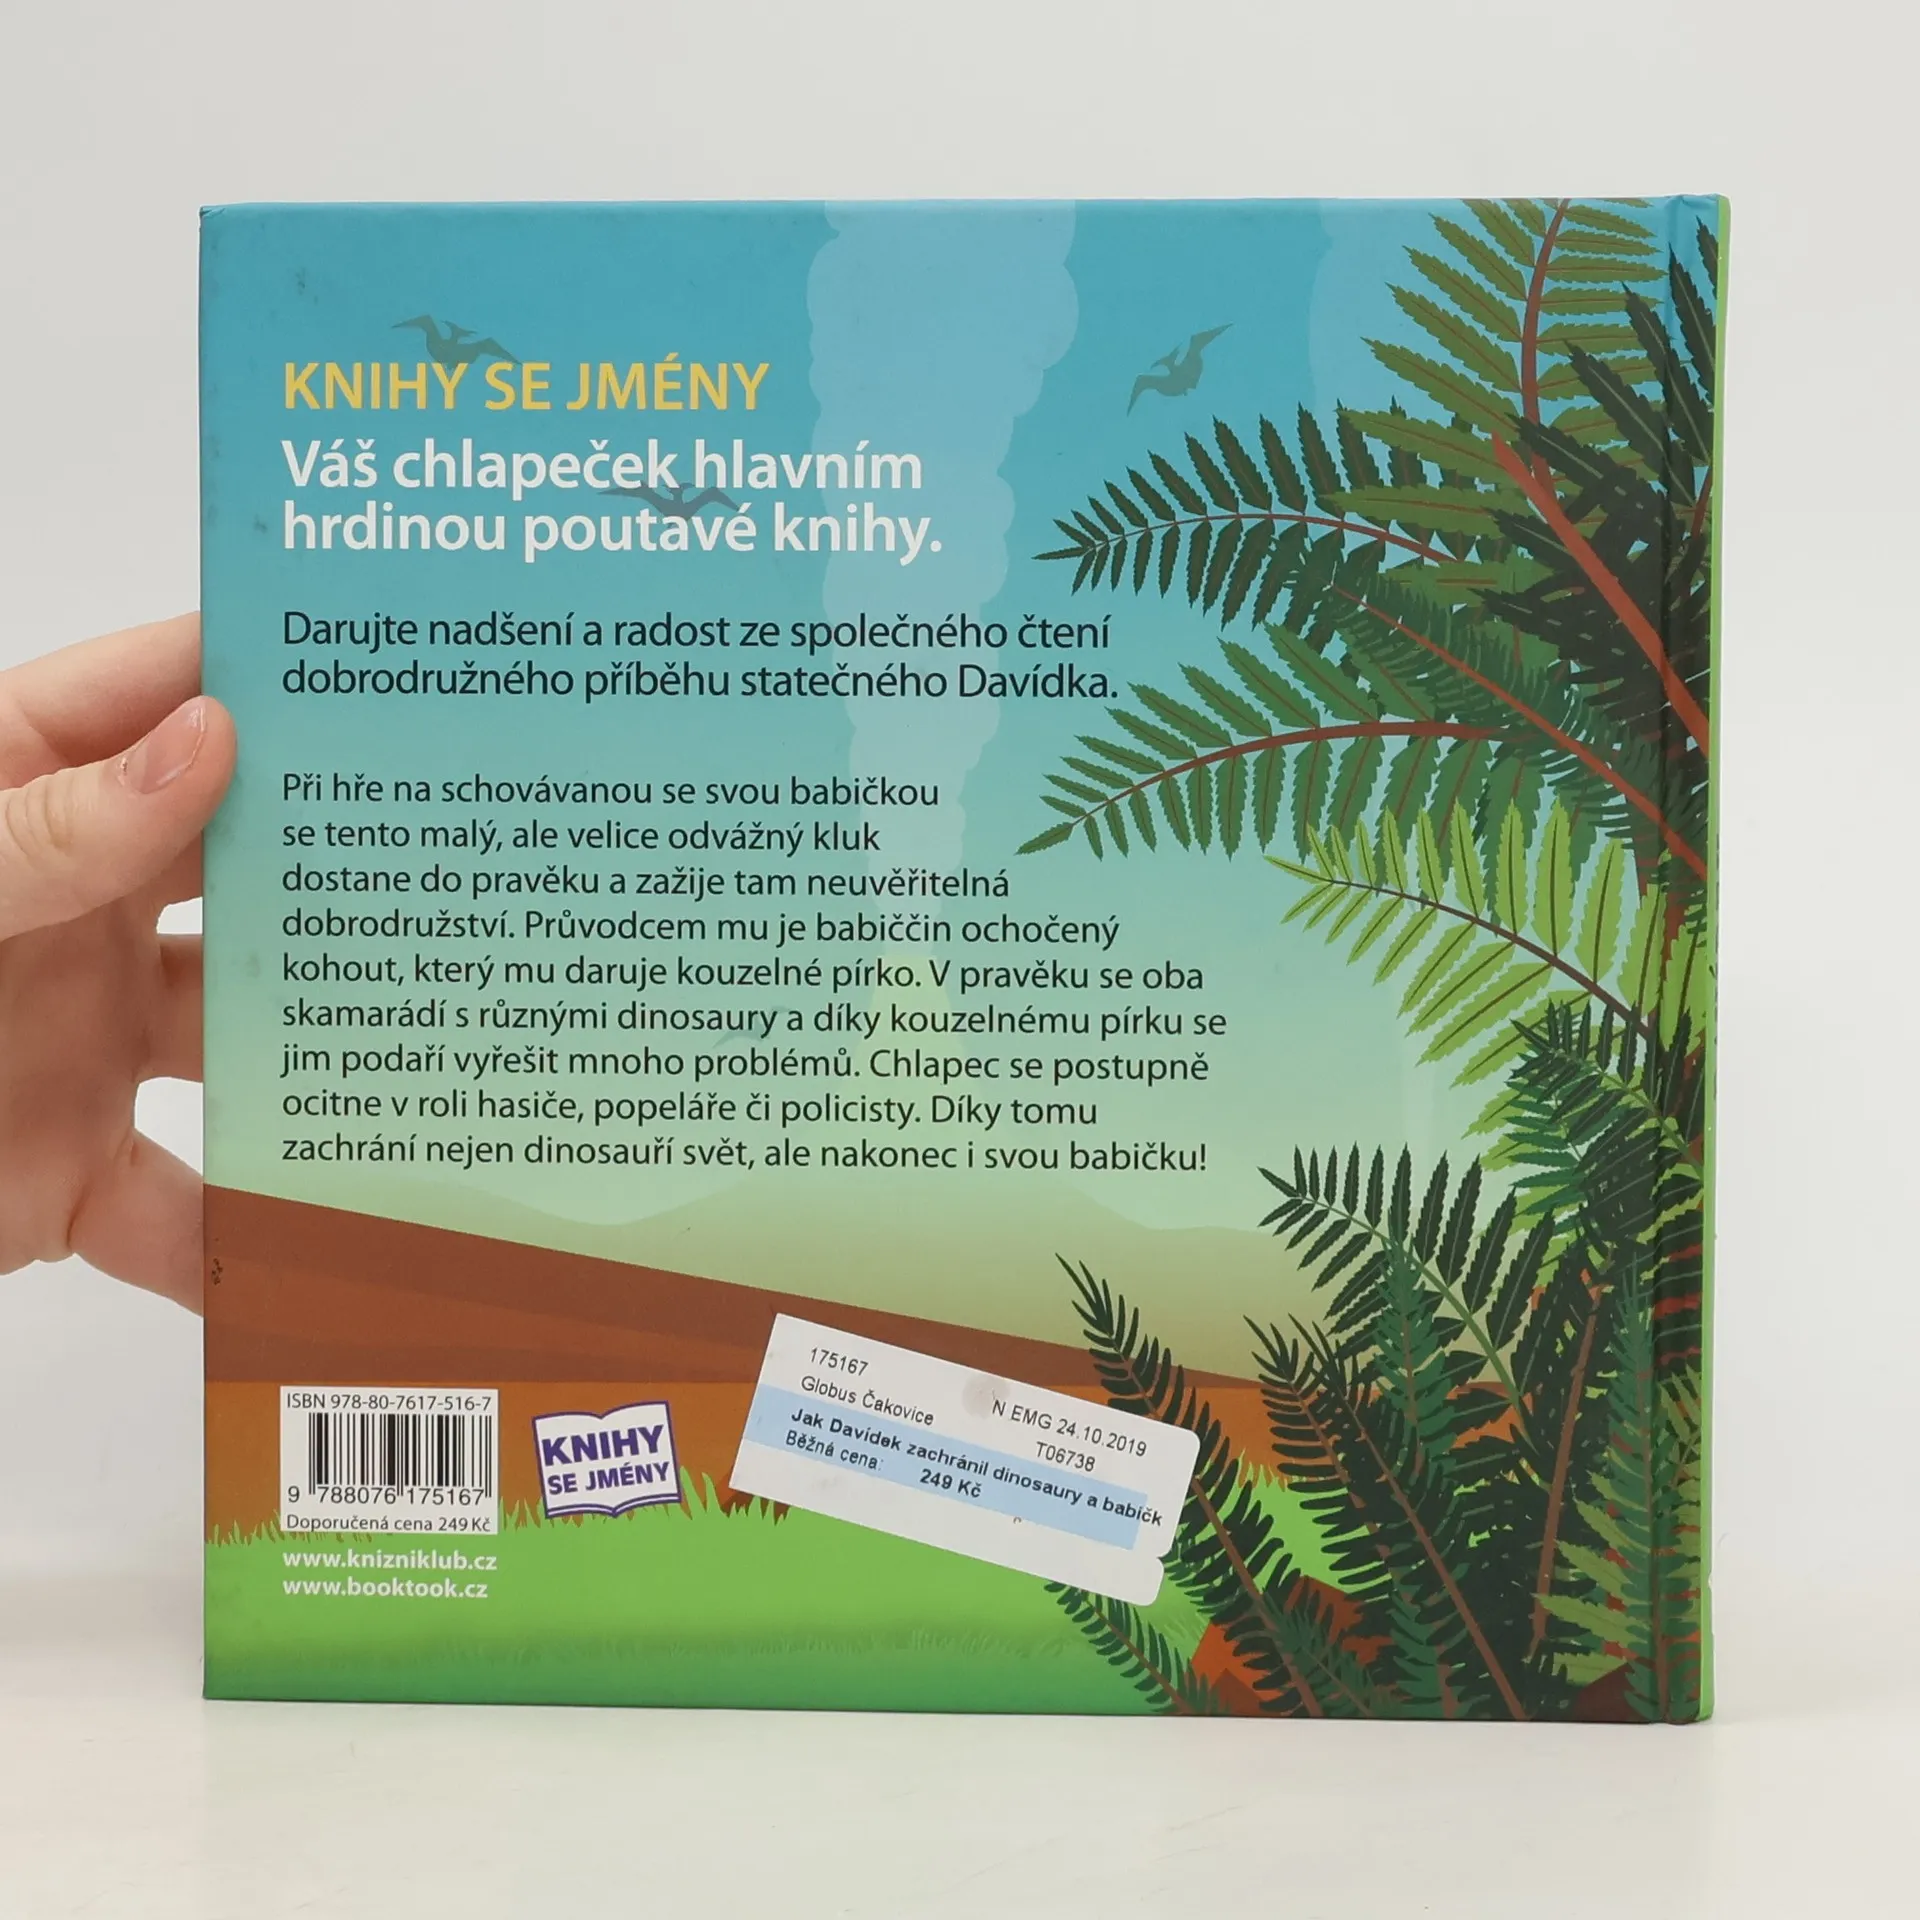 KNIHY SE JMÉNY
Váš chlapeček hlavním
hrdinou poutavé knihy.
Darujte nadšení a radost ze společného čtení
dobrodružného příběhu statečného Davídka.
Při hře na schovávanou se svou babičkou
se tento malý, ale velice odvážný kluk
dostane do pravěku a zažije tam neuvěřitelná
dobrodružství. Průvodcem mu je babiččin ochočený
kohout, který mu daruje kouzelné pírko. V pravěku se oba
skamarádí s různými dinosaury a díky kouzelnému pírku se
jim podaří vyřešit mnoho problémů. Chlapec se postupně
ocitne v roli hasiče, popeláře či policisty. Díky tomu
zachrání nejen dinosauří svět, ale nakonec i svou babičku!
ISBN 978-80-7617-516-7
9 788076 175167
Doporučená cena 249 Kč
KNIHY
SE JMÉNY
www.knizniklub.cz
www.booktook.cz
175167
Globus Čakovice N EMG 24.10.2019
T06738
Jak Davídek zachránil dinosaury a babičk
Běžná cena: 249 Kč